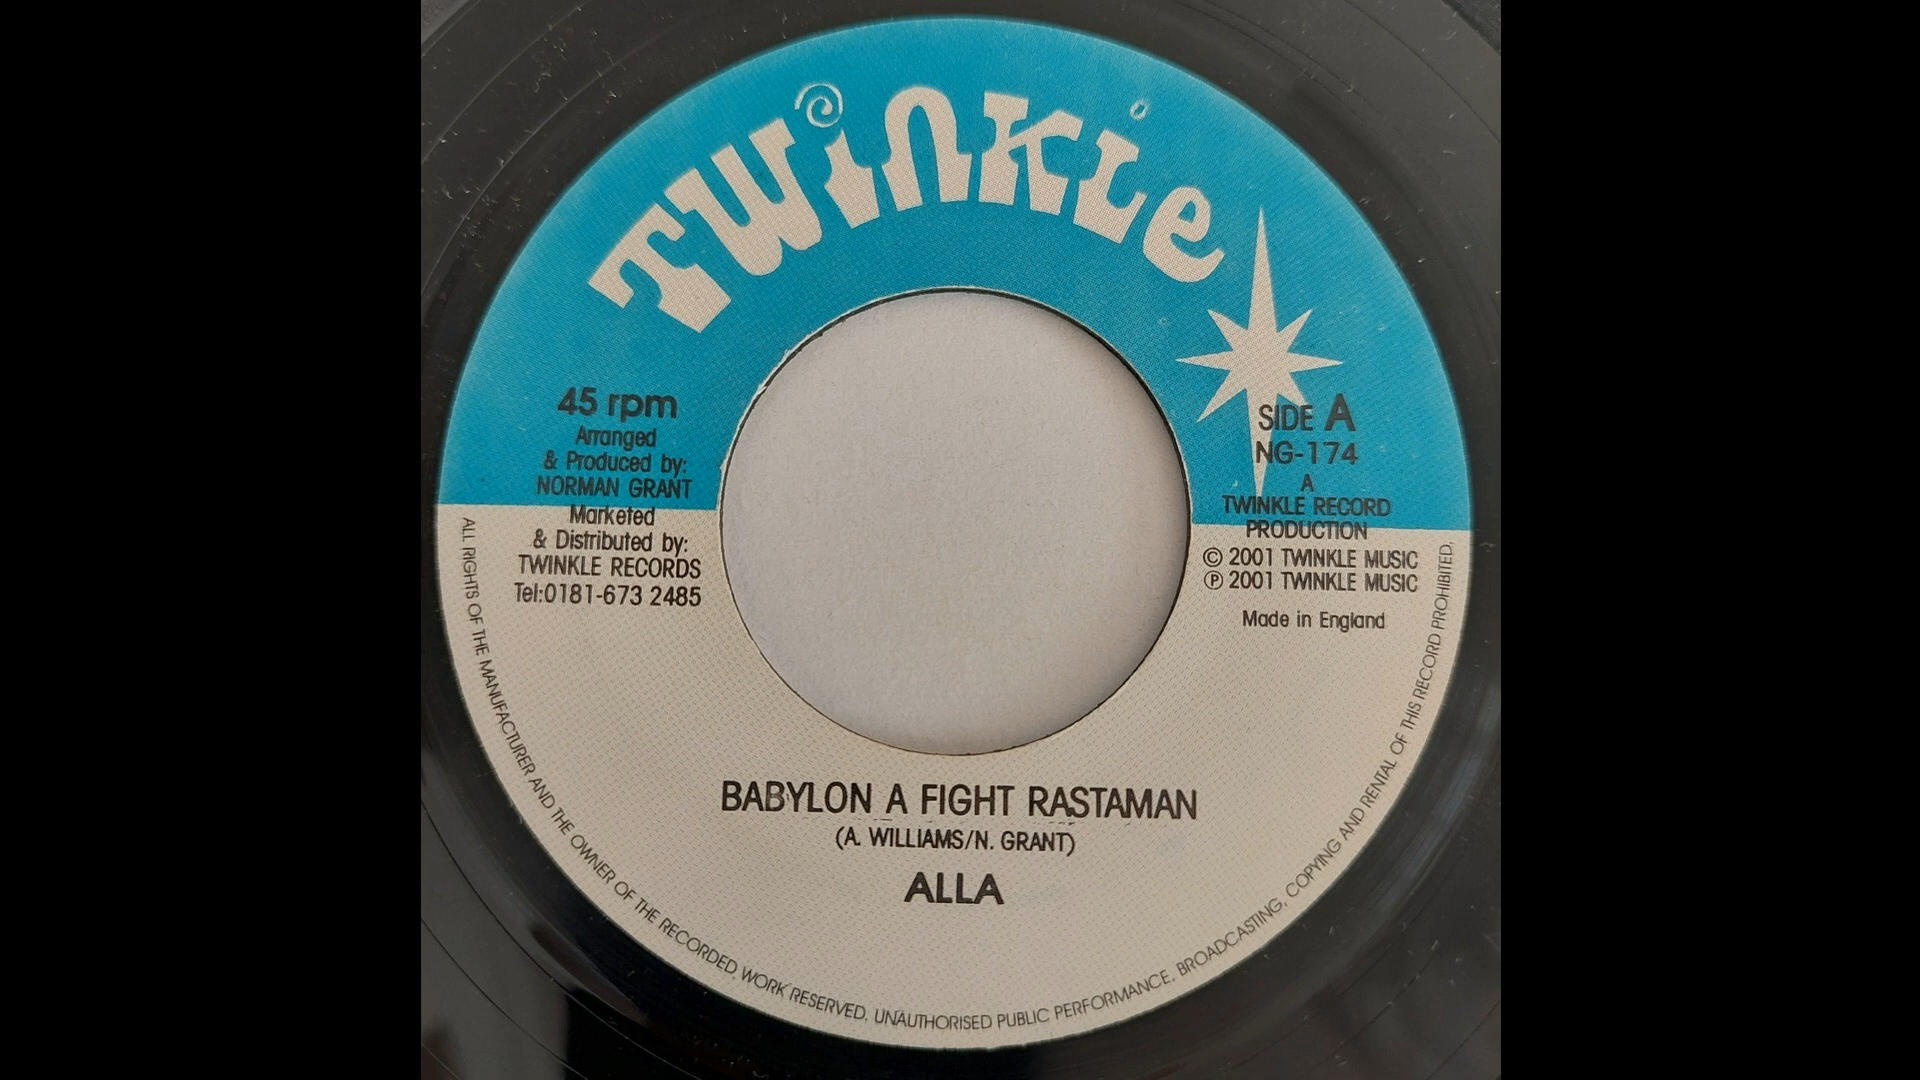 Twinkle
45 rpm
Arranged
& Produced by:
NORMAN GRANT
Marketed
& Distributed by:
TWINKLE RECORDS
Tel:0181-673 2485
SIDE A
NG-174
A
TWINKLE RECORD
PRODUCTION
© 2001 TWINKLE MUSIC
℗ 2001 TWINKLE MUSIC
Made in England
BABYLON A FIGHT RASTAMAN
(A. WILLIAMS/N. GRANT)
ALLA
ALL RIGHTS OF THE MANUFACTURER AND THE OWNER OF THE RECORDED WORK RESERVED. UNAUTHORISED PUBLIC PERFORMANCE, BROADCASTING, COPYING AND RENTAL OF THIS RECORD PROHIBITED,